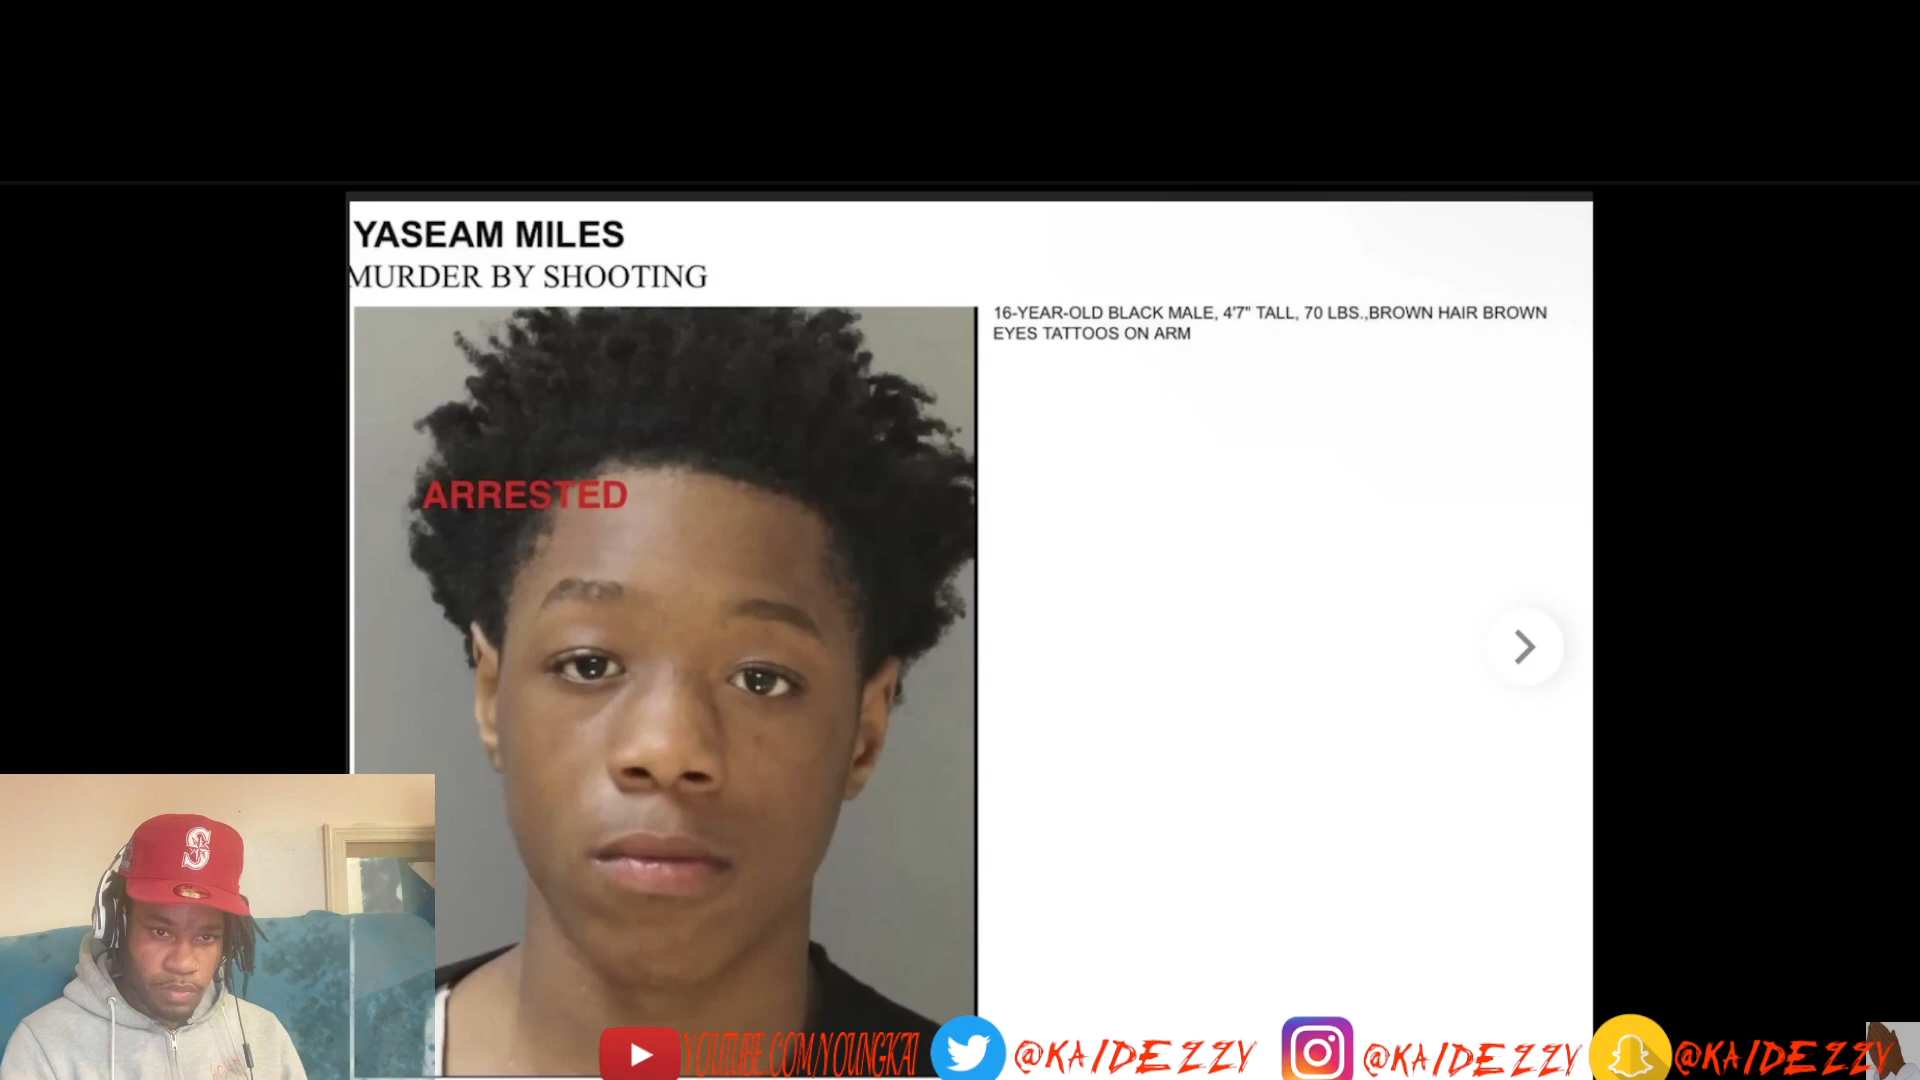 YASEAM MILES
MURDER BY SHOOTING
16-YEAR-OLD BLACK MALE, 4'7" TALL, 70 LBS.,BROWN HAIR BROWN
EYES TATTOOS ON ARM
ARRESTED
S
YOUTUBE.COM/YOUNGKAI
@KAIDEZZY
@KAIDEZZY
@KAIDEZZY